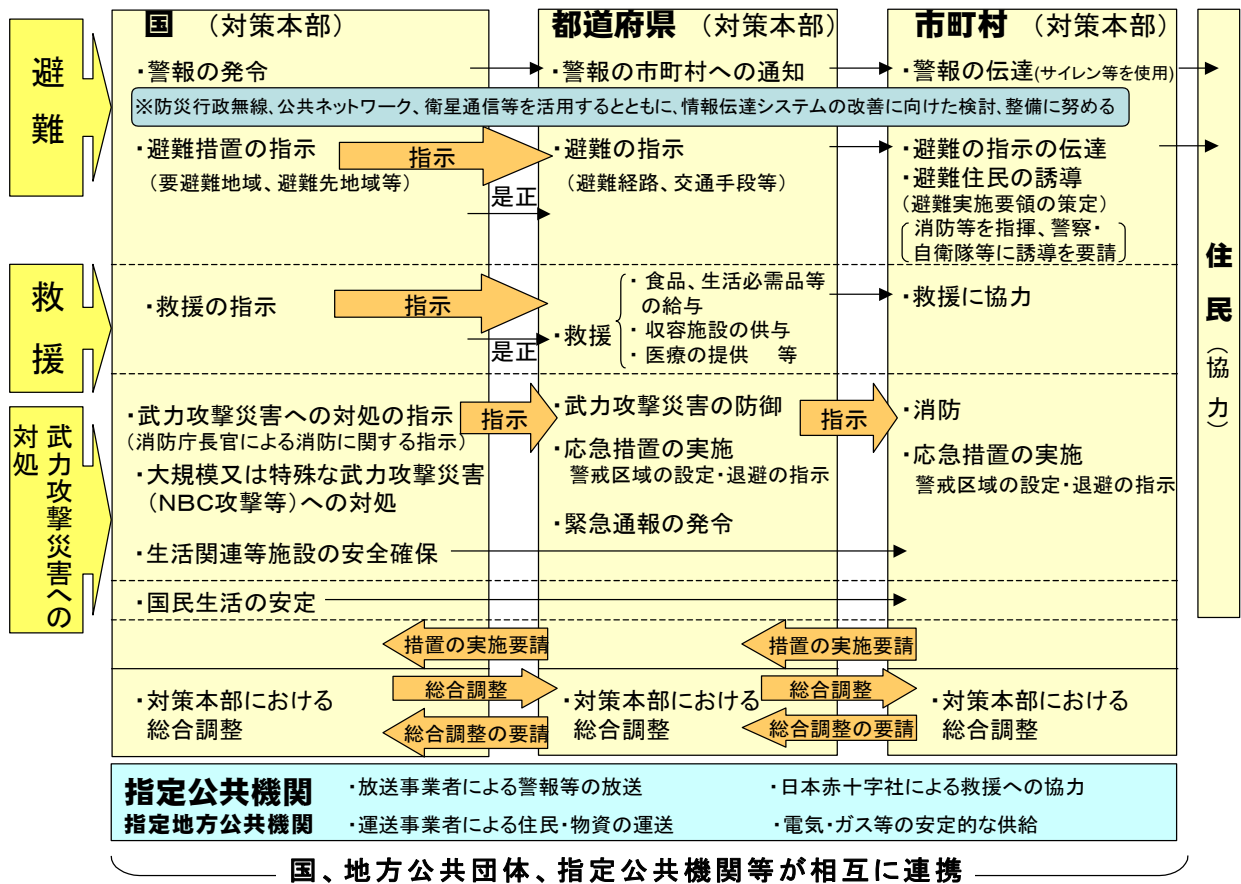 国（対策本部）
都道府県（対策本部）
市町村（対策本部）
避難
・警報の発令
・警報の市町村への通知
・警報の伝達(サイレン等を使用)
※防災行政無線、公共ネットワーク、衛星通信等を活用するとともに、情報伝達システムの改善に向けた検討、整備に努める
・避難措置の指示
（要避難地域、避難先地域等）
指示
是正
・避難の指示
（避難経路、交通手段等）
・避難の指示の伝達
・避難住民の誘導
（避難実施要領の策定）
消防等を指揮、警察・
自衛隊等に誘導を要請
救援
・救援の指示
指示
是正
・救援
・食品、生活必需品等
の給与
・収容施設の供与
・医療の提供　等
・救援に協力
武力攻撃災害への
対処
・武力攻撃災害への対処の指示
（消防庁長官による消防に関する指示）
・大規模又は特殊な武力攻撃災害
（ＮＢＣ攻撃等）への対処
・生活関連等施設の安全確保
・国民生活の安定
指示
・武力攻撃災害の防御
・応急措置の実施
警戒区域の設定・退避の指示
・緊急通報の発令
指示
・消防
・応急措置の実施
警戒区域の設定・退避の指示
措置の実施要請
措置の実施要請
・対策本部における
総合調整
総合調整
総合調整の要請
・対策本部における
総合調整
総合調整
総合調整の要請
・対策本部における
総合調整
住民（協力）
指定公共機関
指定地方公共機関
・放送事業者による警報等の放送
・日本赤十字社による救援への協力
・運送事業者による住民・物資の運送
・電気・ガス等の安定的な供給
国、地方公共団体、指定公共機関等が相互に連携